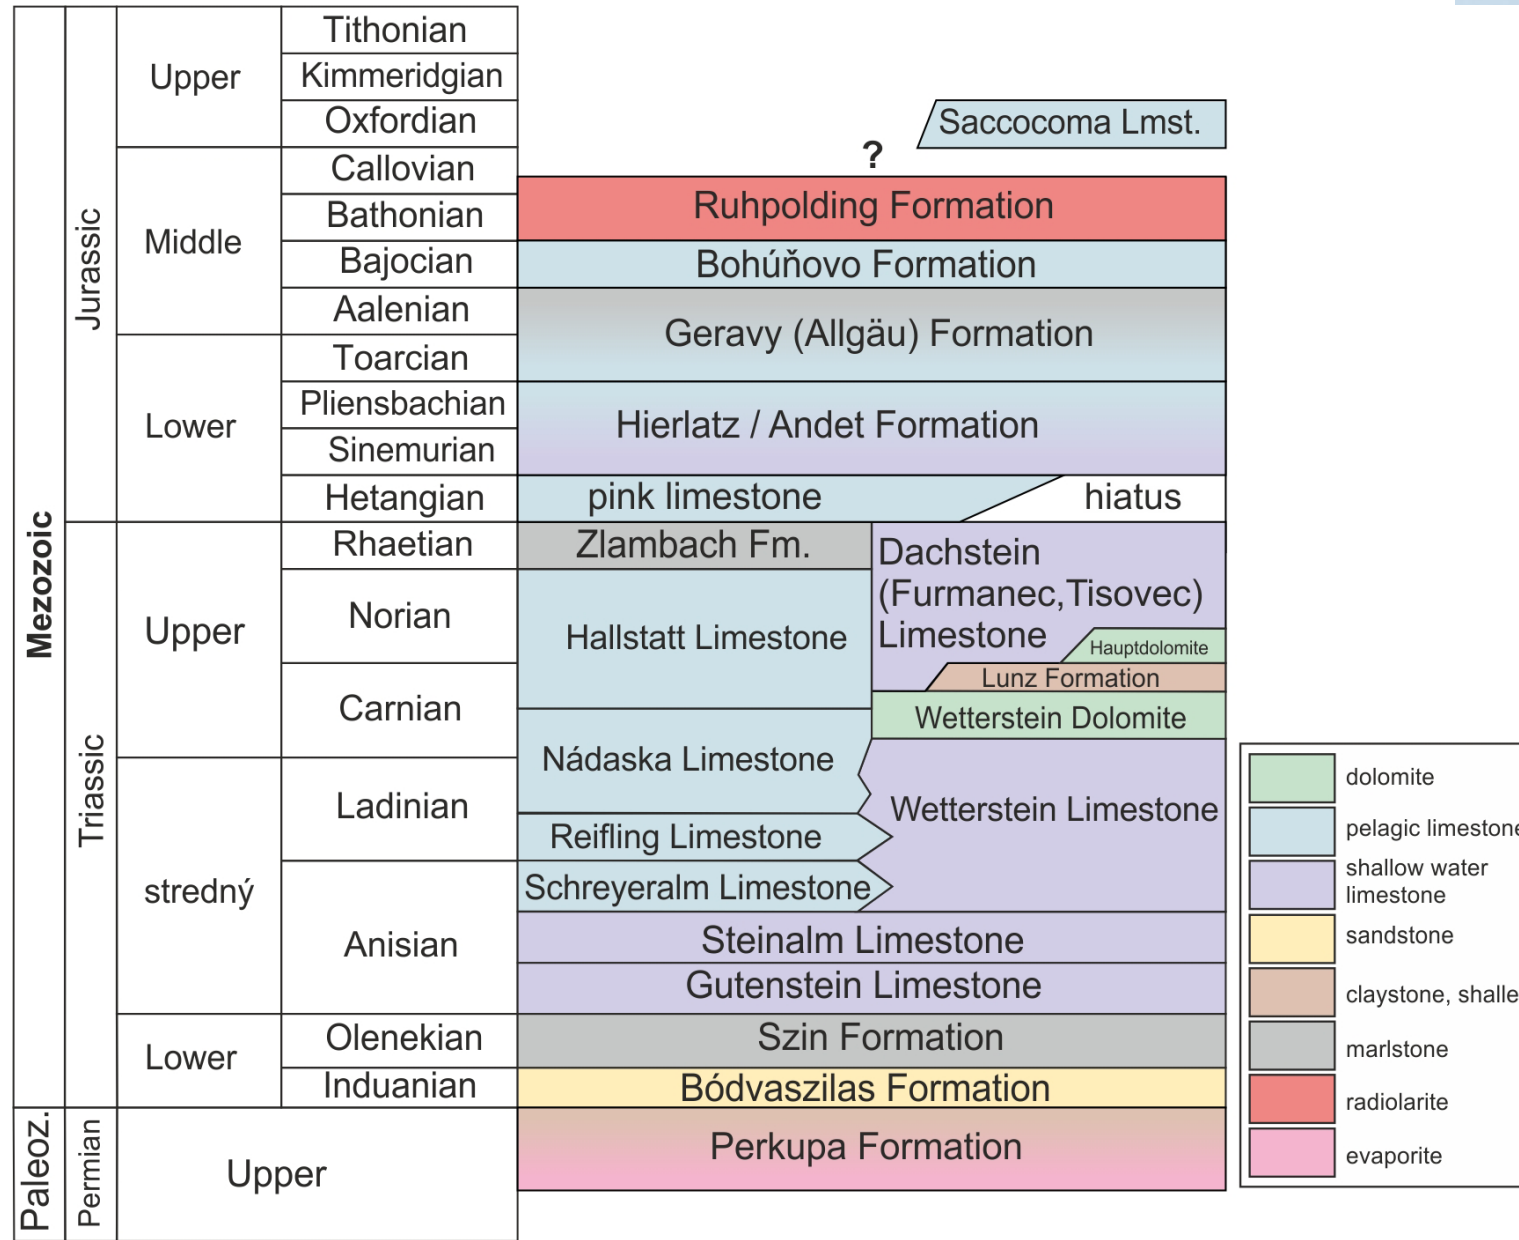 Mezozoic
Paleoz.
Jurassic
Triassic
Permian
Upper
Middle
Lower
Upper
stredný
Lower
Upper
Tithonian
Kimmeridgian
Oxfordian
Callovian
Bathonian
Bajocian
Aalenian
Toarcian
Pliensbachian
Sinemurian
Hetangian
Rhaetian
Norian
Carnian
Ladinian
Anisian
Olenekian
Induanian
Saccocoma Lmst.
?
Ruhpolding Formation
Bohúňovo Formation
Geravy (Allgäu) Formation
Hierlatz / Andet Formation
pink limestone
hiatus
Zlambach Fm.
Dachstein
(Furmanec,Tisovec)
Limestone
Hallstatt Limestone
Hauptdolomite
Lunz Formation
Wetterstein Dolomite
Nádaska Limestone
Wetterstein Limestone
Reifling Limestone
Schreyeralm Limestone
Steinalm Limestone
Gutenstein Limestone
Szin Formation
Bódvaszilas Formation
Perkupa Formation
dolomite
pelagic limestone
shallow water
limestone
sandstone
claystone, shalle
marlstone
radiolarite
evaporite